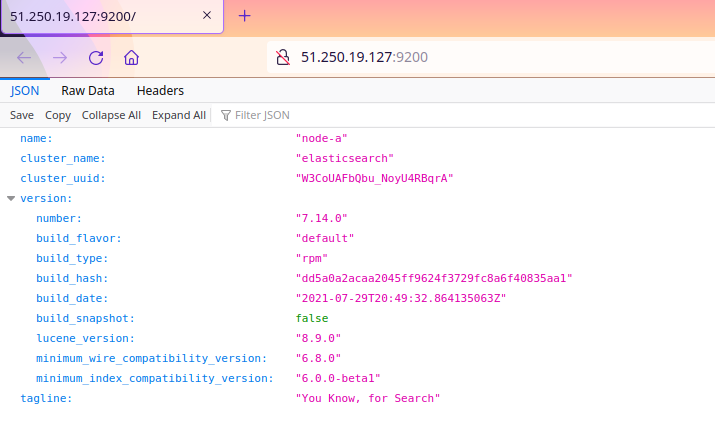 51.250.19.127:9200/
51.250.19.127:9200
JSON Raw Data Headers
Save Copy Collapse All Expand All Filter JSON
name: "node-a"
cluster_name: "elasticsearch"
cluster_uuid: "W3CoUAFbQbu_NoyU4RBqrA"
version:
number: "7.14.0"
build_flavor: "default"
build_type: "rpm"
build_hash: "dd5a0a2acaa2045ff9624f3729fc8a6f40835aa1"
build_date: "2021-07-29T20:49:32.864135063Z"
build_snapshot: false
lucene_version: "8.9.0"
minimum_wire_compatibility_version: "6.8.0"
minimum_index_compatibility_version: "6.0.0-beta1"
tagline: "You Know, for Search"